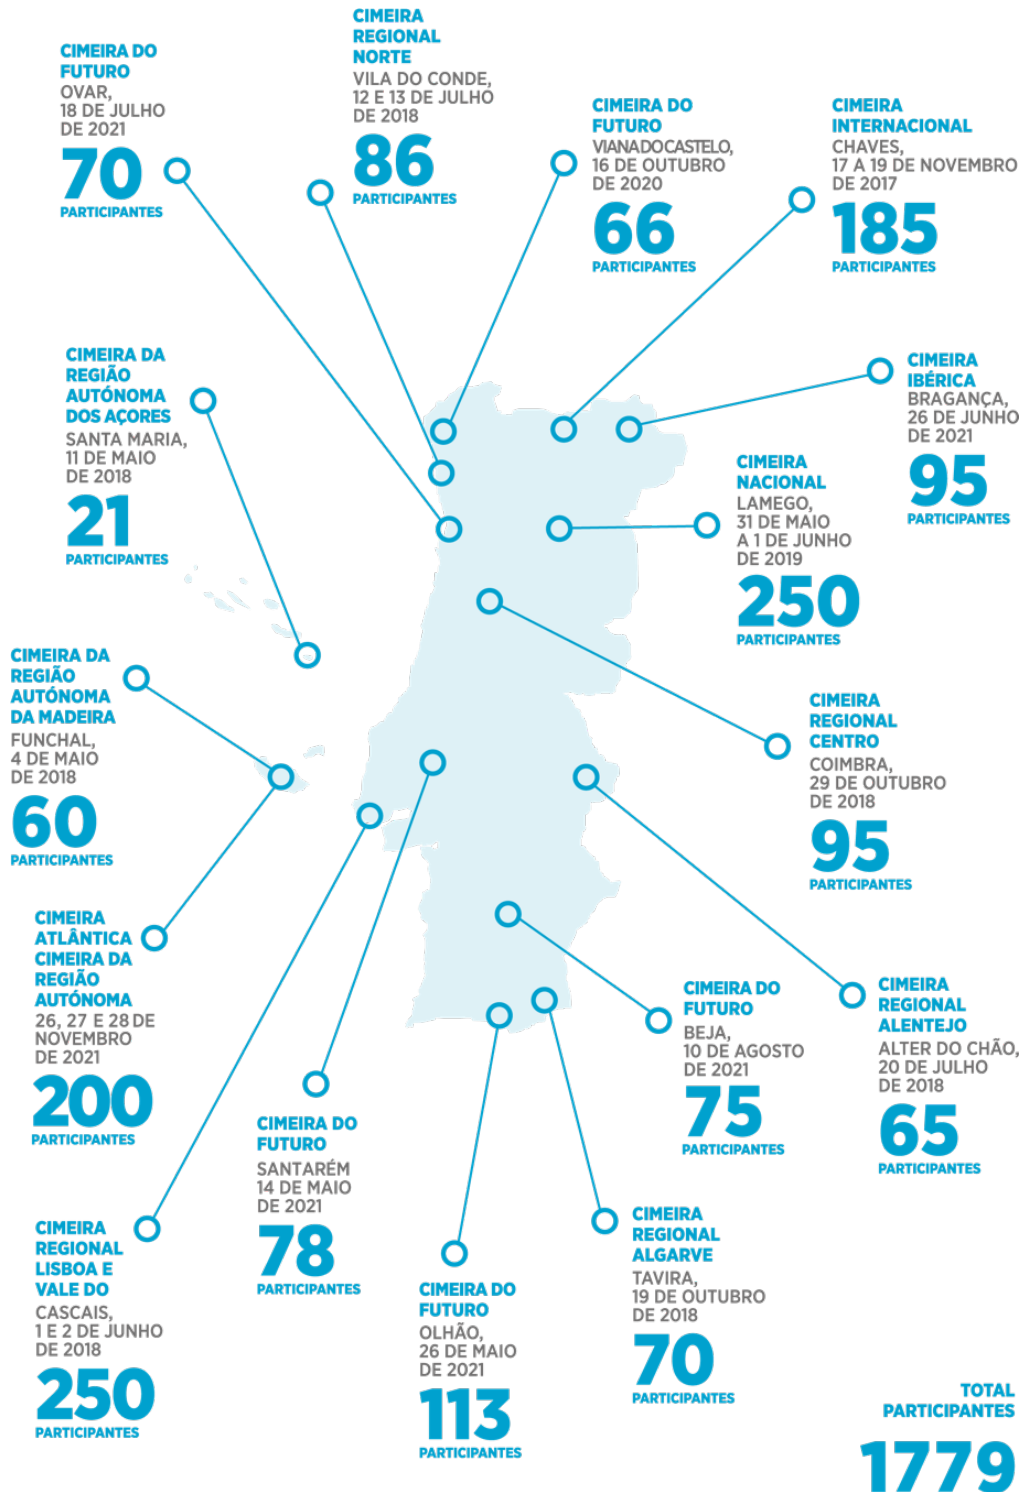 CIMEIRA DO
FUTURO
OVAR,
18 DE JULHO
DE 2021
70
PARTICIPANTES
CIMEIRA
REGIONAL
NORTE
VILA DO CONDE,
12 E 13 DE JULHO
DE 2018
86
PARTICIPANTES
CIMEIRA DO
FUTURO
VIANADOCASTELO,
16 DE OUTUBRO
DE 2020
66
PARTICIPANTES
CIMEIRA
INTERNACIONAL
CHAVES,
17 A 19 DE NOVEMBRO
DE 2017
185
PARTICIPANTES
CIMEIRA DA
REGIÃO
AUTÓNOMA
DOS AÇORES
SANTA MARIA,
11 DE MAIO
DE 2018
21
PARTICIPANTES
CIMEIRA
IBÉRICA
BRAGANÇA,
26 DE JUNHO
DE 2021
95
PARTICIPANTES
CIMEIRA
NACIONAL
LAMEGO,
31 DE MAIO
A 1 DE JUNHO
DE 2019
250
PARTICIPANTES
CIMEIRA DA
REGIÃO
AUTÓNOMA
DA MADEIRA
FUNCHAL,
4 DE MAIO
DE 2018
60
PARTICIPANTES
CIMEIRA
REGIONAL
CENTRO
COIMBRA,
29 DE OUTUBRO
DE 2018
95
PARTICIPANTES
CIMEIRA
ATLÂNTICA
CIMEIRA DA
REGIÃO
AUTÓNOMA
26, 27 E 28 DE
NOVEMBRO
DE 2021
200
PARTICIPANTES
CIMEIRA DO
FUTURO
BEJA,
10 DE AGOSTO
DE 2021
75
PARTICIPANTES
CIMEIRA
REGIONAL
ALENTEJO
ALTER DO CHÃO,
20 DE JULHO
DE 2018
65
PARTICIPANTES
CIMEIRA DO
FUTURO
SANTARÉM
14 DE MAIO
DE 2021
78
PARTICIPANTES
CIMEIRA
REGIONAL
LISBOA E
VALE DO
CASCAIS,
1 E 2 DE JUNHO
DE 2018
250
PARTICIPANTES
CIMEIRA DO
FUTURO
OLHÃO,
26 DE MAIO
DE 2021
113
PARTICIPANTES
CIMEIRA
REGIONAL
ALGARVE
TAVIRA,
19 DE OUTUBRO
DE 2018
70
PARTICIPANTES
TOTAL
PARTICIPANTES
1779